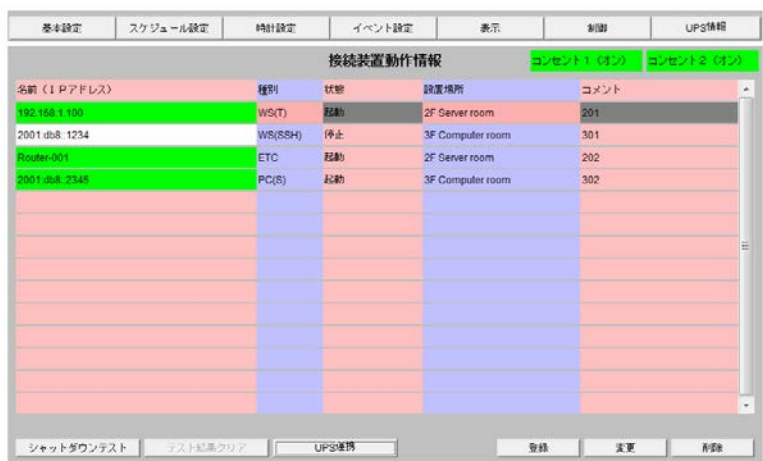 基本設定 スケジュール設定 時計設定 イベント設定 表示 制御 UPS情報
接続装置動作情報 コンセント1（オン） コンセント2（オン）
名前（ＩＰアドレス） 種別 状態 設置場所 コメント
192.168.1.100 WS(T) 起動 2F Server room 201
2001:db8::1234 WS(SSH) 停止 3F Computer room 301
Router-001 ETC 起動 2F Server room 202
2001:db8::2345 PC(S) 起動 3F Computer room 302
シャットダウンテスト テスト結果クリア UPS連携 登録 変更 削除